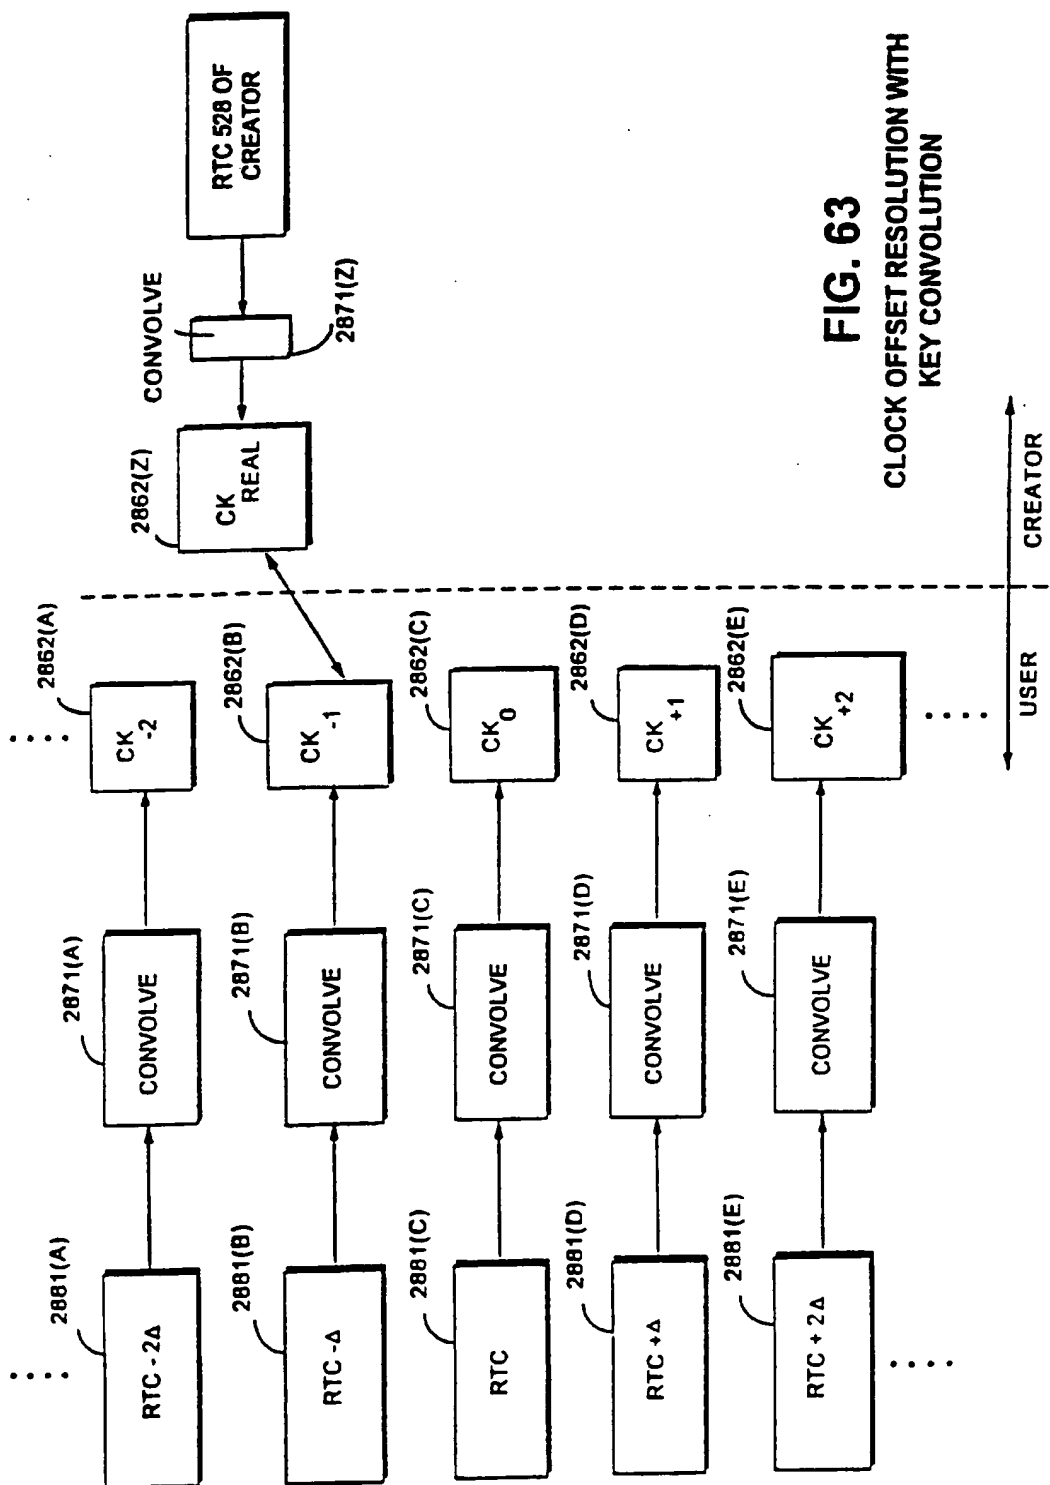 ....
....
2881(A)
2871(A)
2862(A)
RTC - 2Δ
CONVOLVE
CK -2
2862(Z)
CONVOLVE
CK REAL
RTC 528 OF
CREATOR
2871(Z)
2881(B)
2871(B)
2862(B)
RTC -Δ
CONVOLVE
CK -1
2881(C)
2871(C)
2862(C)
RTC
CONVOLVE
CK 0
2881(D)
2871(D)
2862(D)
RTC +Δ
CONVOLVE
CK +1
2881(E)
2871(E)
2862(E)
RTC + 2Δ
CONVOLVE
CK +2
....
....
FIG. 63
CLOCK OFFSET RESOLUTION WITH
KEY CONVOLUTION
USER
CREATOR